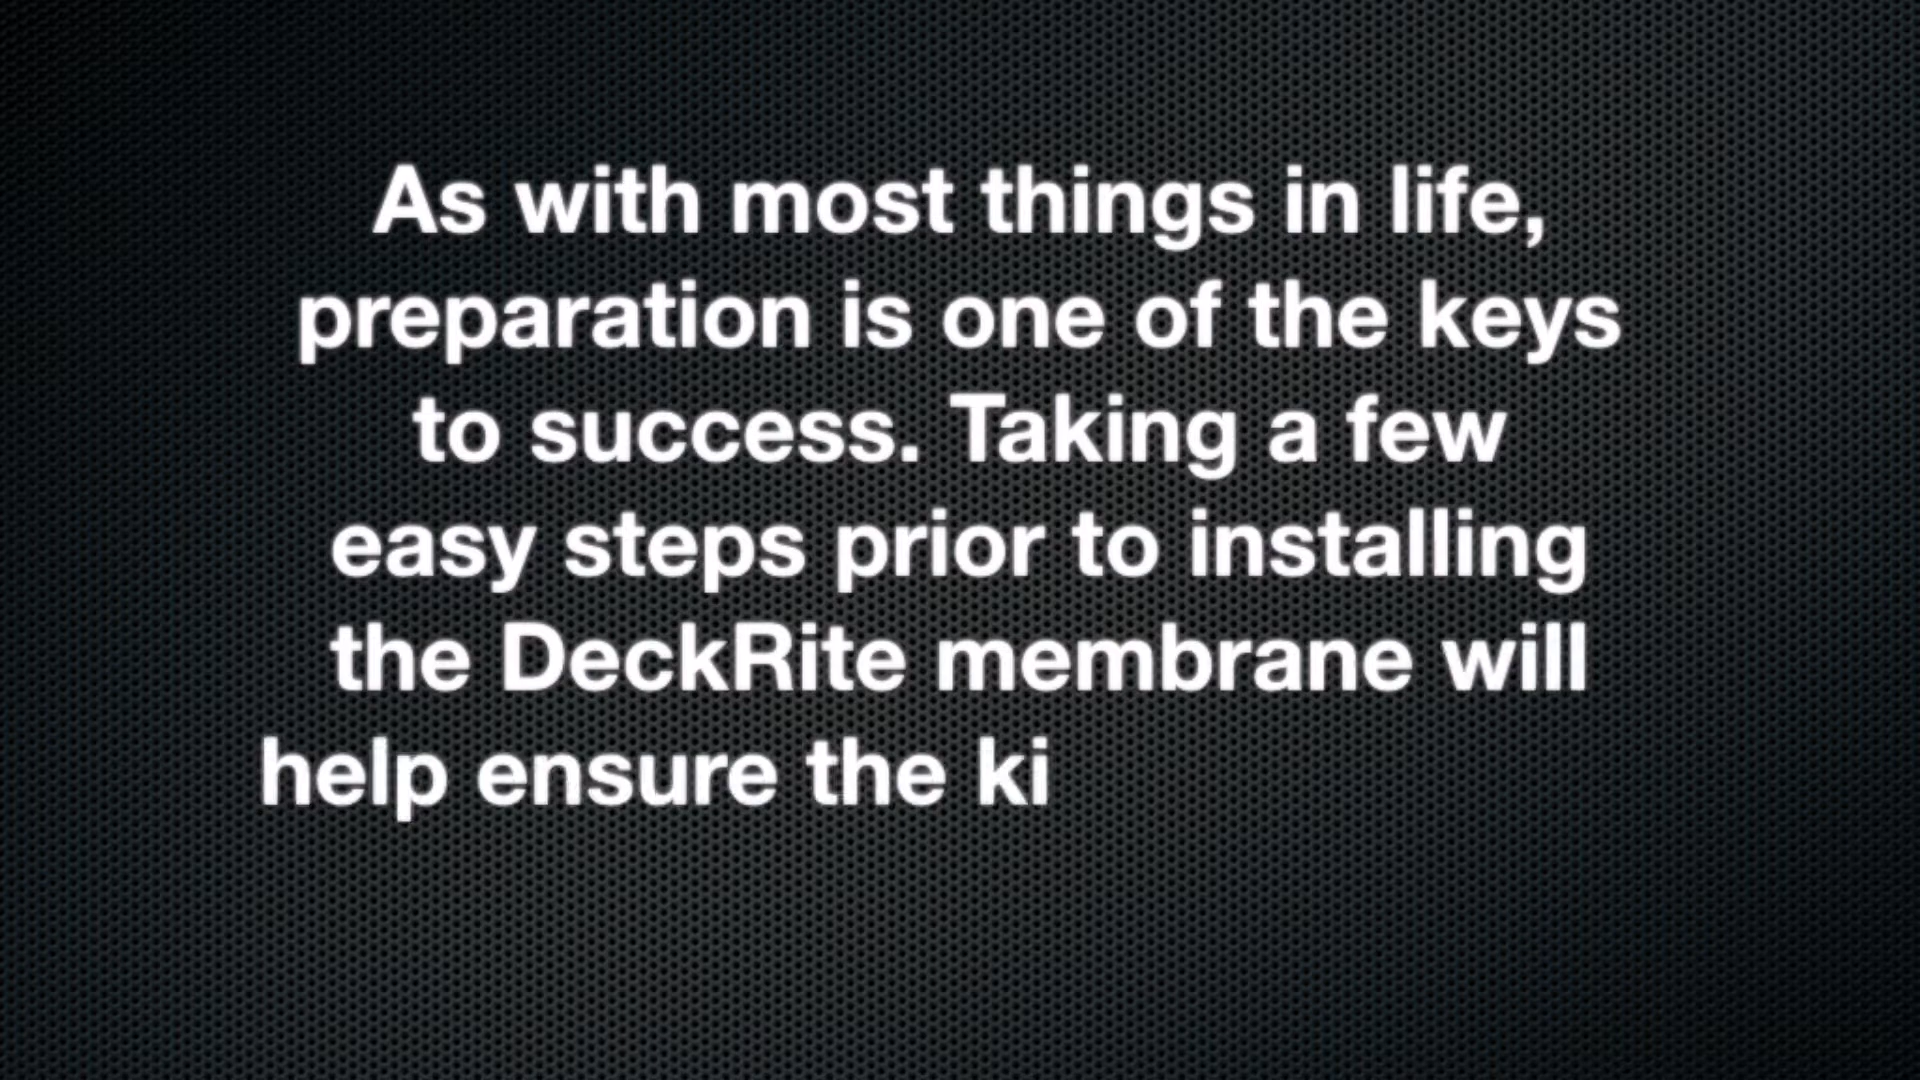 As with most things in life,
preparation is one of the keys
to success. Taking a few
easy steps prior to installing
the DeckRite membrane will
help ensure the ki